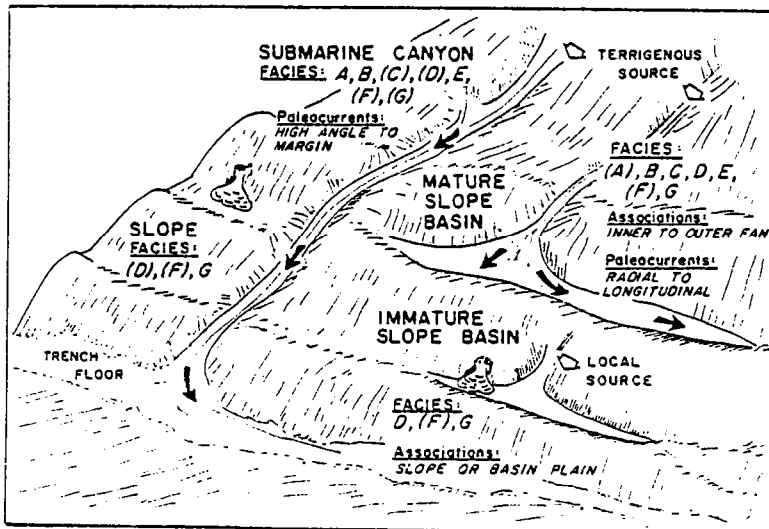 SUBMARINE CANYON
FACIES: A, B, (C), (D), E,
(F), (G)
Paleocurrents:
HIGH ANGLE TO
MARGIN
TERRIGENOUS
SOURCE
FACIES:
(A), B, C, D, E,
(F), G
Associations:
INNER TO OUTER FAN
Paleocurrents:
RADIAL TO
LONGITUDINAL
MATURE
SLOPE
BASIN
SLOPE
FACIES:
(D), (F), G
IMMATURE
SLOPE BASIN
TRENCH
FLOOR
LOCAL
SOURCE
FACIES:
D, (F), G
Associations:
SLOPE OR BASIN PLAIN